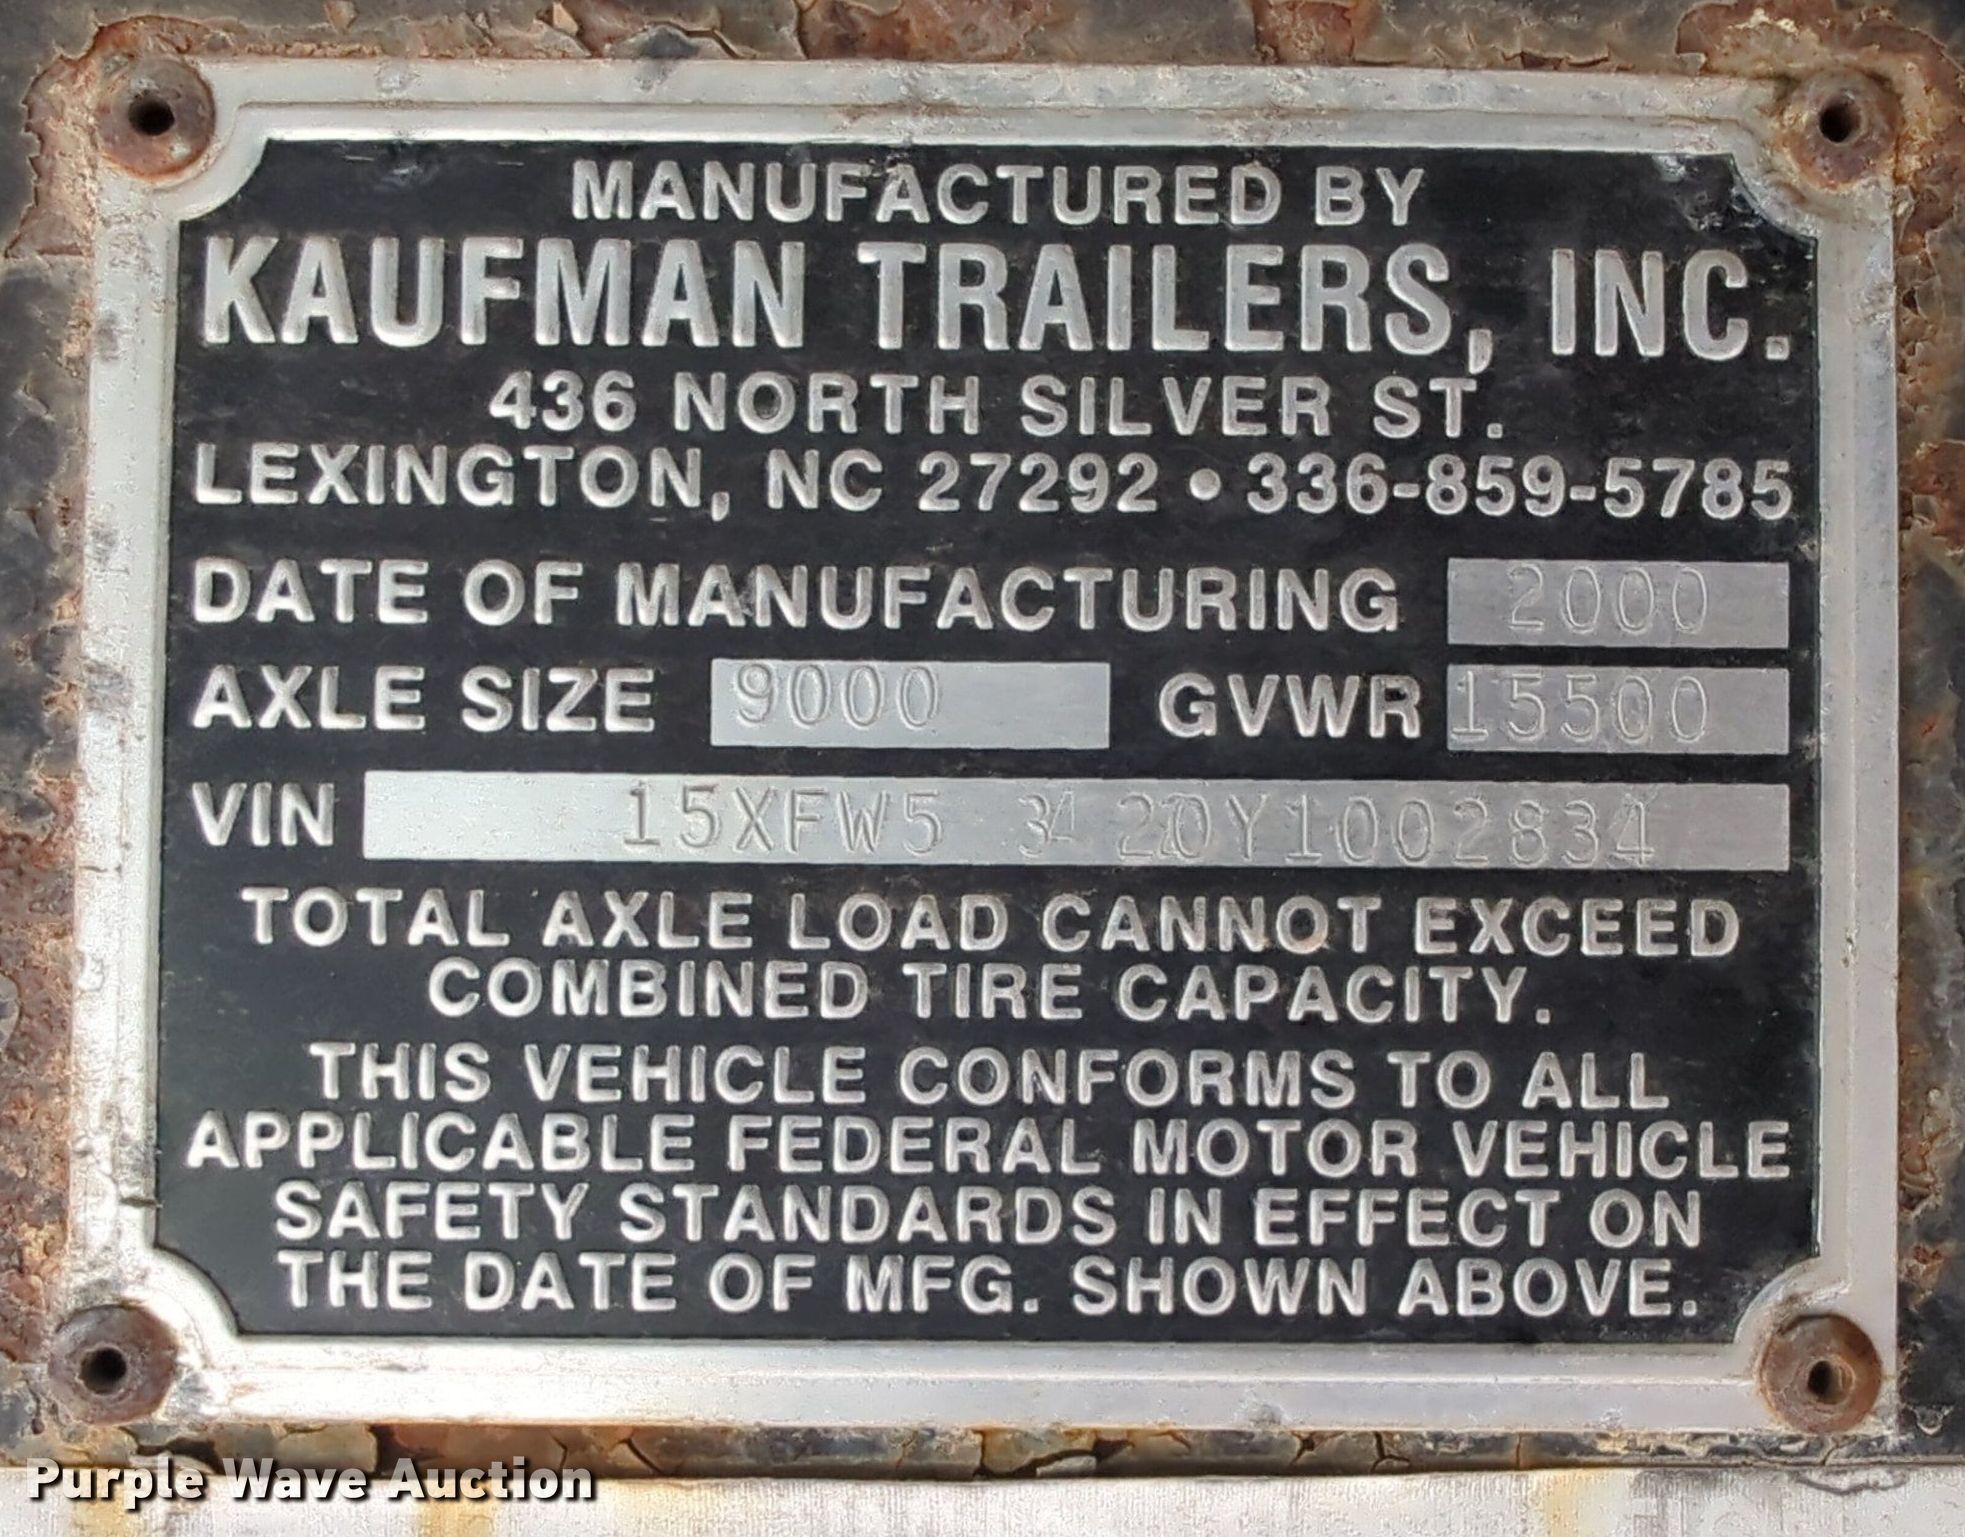 MANUFACTURED BY
KAUFMAN TRAILERS, INC.
436 NORTH SILVER ST.
LEXINGTON, NC 27292 • 336-859-5785
DATE OF MANUFACTURING 2000
AXLE SIZE 9000 GVWR 15500
VIN 15XFW5 34 20Y1002834
TOTAL AXLE LOAD CANNOT EXCEED
COMBINED TIRE CAPACITY.
THIS VEHICLE CONFORMS TO ALL
APPLICABLE FEDERAL MOTOR VEHICLE
SAFETY STANDARDS IN EFFECT ON
THE DATE OF MFG. SHOWN ABOVE.
Purple Wave Auction